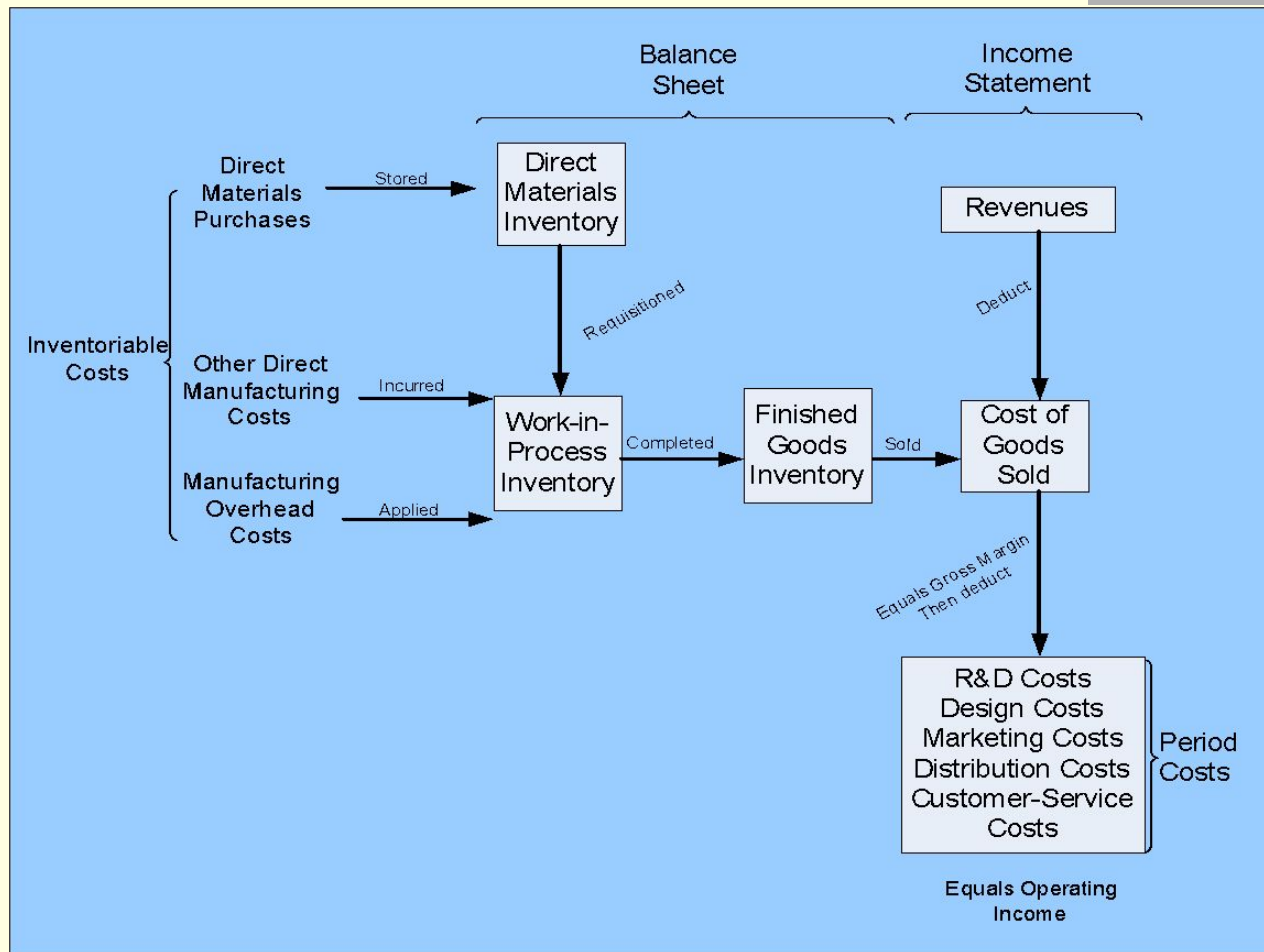 Balance
Sheet
Income
Statement
Direct
Materials
Purchases
Stored
Direct
Materials
Inventory
Revenues
Requisitioned
Deduct
Inventoriable
Costs
Other Direct
Manufacturing
Costs
Incurred
Work-in-
Process
Inventory
Completed
Finished
Goods
Inventory
Sold
Cost of
Goods
Sold
Manufacturing
Overhead
Costs
Applied
Equals Gross Margin
Then deduct
R&D Costs
Design Costs
Marketing Costs
Distribution Costs
Customer-Service
Costs
Period
Costs
Equals Operating
Income